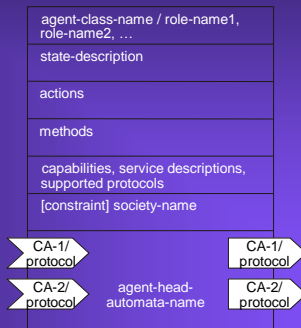 agent-class-name / role-name1,
role-name2, …
state-description
actions
methods
capabilities, service descriptions,
supported protocols
[constraint] society-name
CA-1/
protocol
CA-1/
protocol
CA-2/
protocol
agent-head-
automata-name
CA-2/
protocol